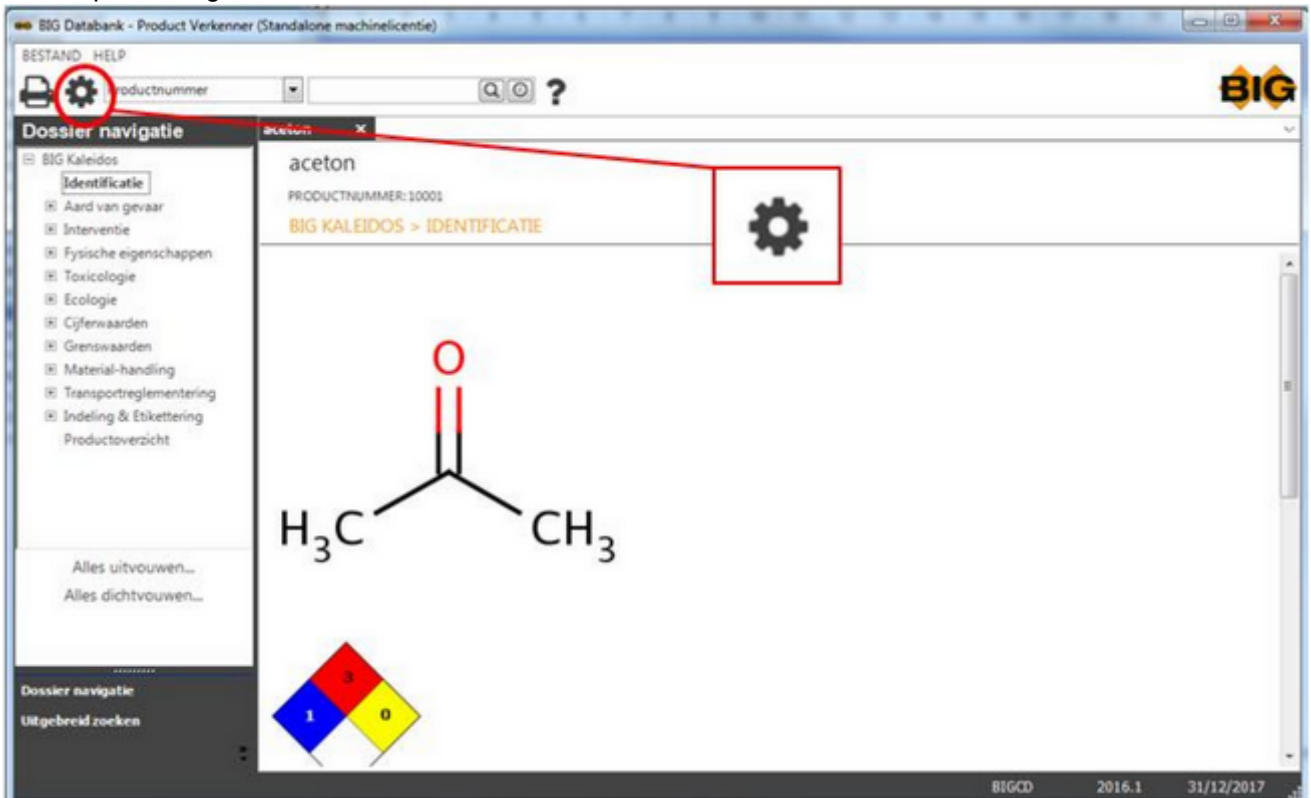 BIG Databank - Product Verkenner (Standalone machinelicentie)
BESTAND HELP
Productnummer
?
BIG
Dossier navigatie
aceton x
BIG Kaleidos
Identificatie
Aard van gevaar
Interventie
Fysische eigenschappen
Toxicologie
Ecologie
Cijferwaarden
Grenswaarden
Material-handling
Transportreglementering
Indeling & Etikettering
Productoverzicht
Alles uitvouwen...
Alles dichtvouwen...
Dossier navigatie
Uitgebreid zoeken
aceton
PRODUCTNUMMER: 10001
BIG KALEIDOS > IDENTIFICATIE
O
H3C CH3
3
1 0
BIGCD 2016.1 31/12/2017